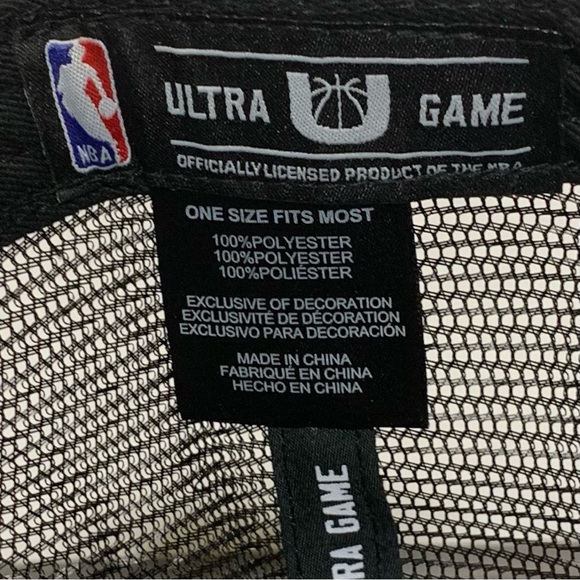 NBA
ULTRA U GAME
OFFICIALLY LICENSED PRODUCT OF THE NBA
ONE SIZE FITS MOST
100%POLYESTER
100%POLYESTER
100%POLIÉSTER
EXCLUSIVE OF DECORATION
EXCLUSIVITÉ DE DÉCORATION
EXCLUSIVO PARA DECORACIÓN
MADE IN CHINA
FABRIQUÉ EN CHINA
HECHO EN CHINA
RA GAME